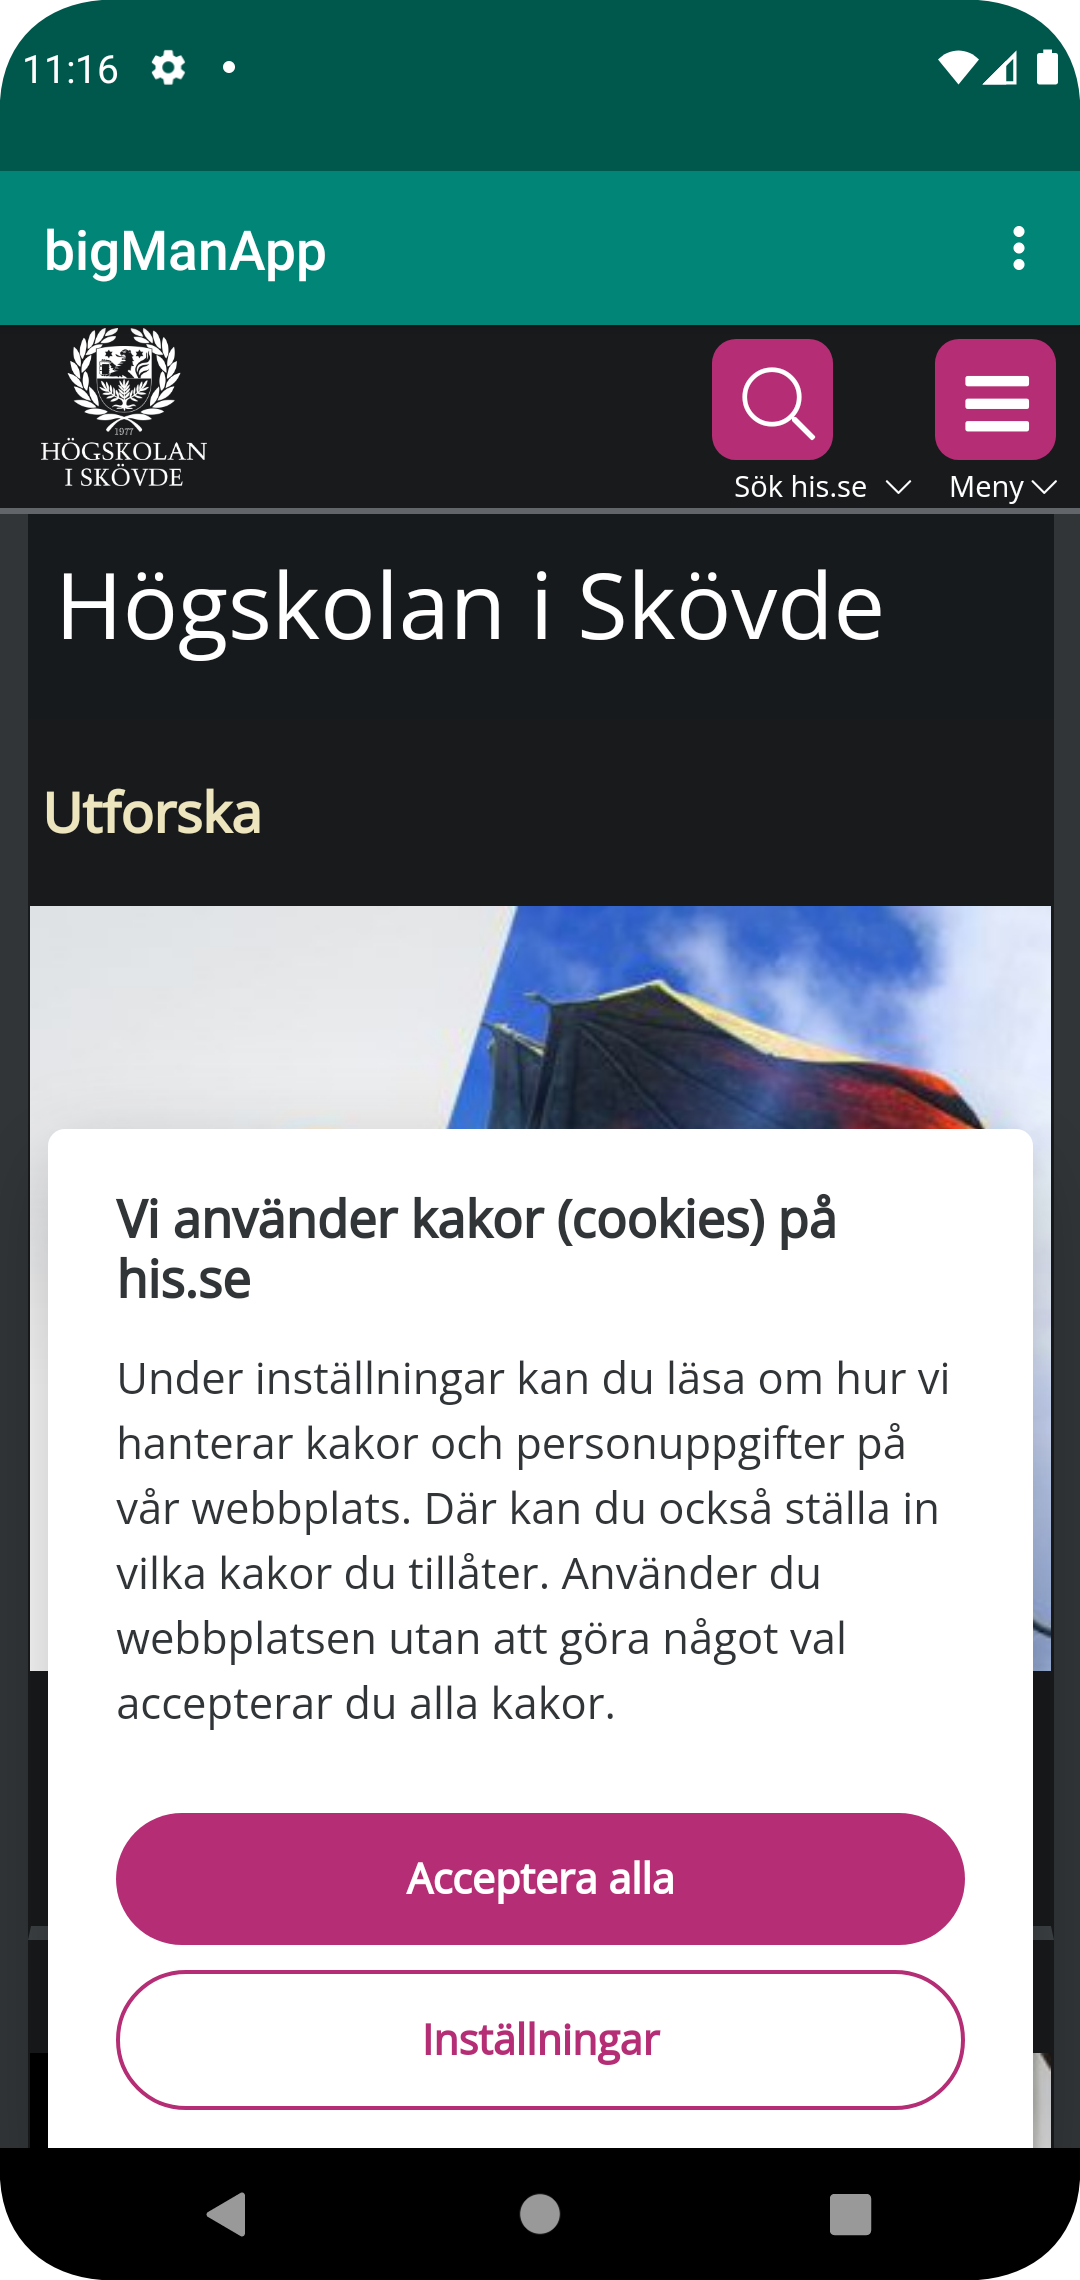 11:16
bigManApp
1977
HÖGSKOLAN
I SKÖVDE
Sök his.se
Meny
Högskolan i Skövde
Utforska
Vi använder kakor (cookies) på
his.se
Under inställningar kan du läsa om hur vi
hanterar kakor och personuppgifter på
vår webbplats. Där kan du också ställa in
vilka kakor du tillåter. Använder du
webbplatsen utan att göra något val
accepterar du alla kakor.
Acceptera alla
Inställningar